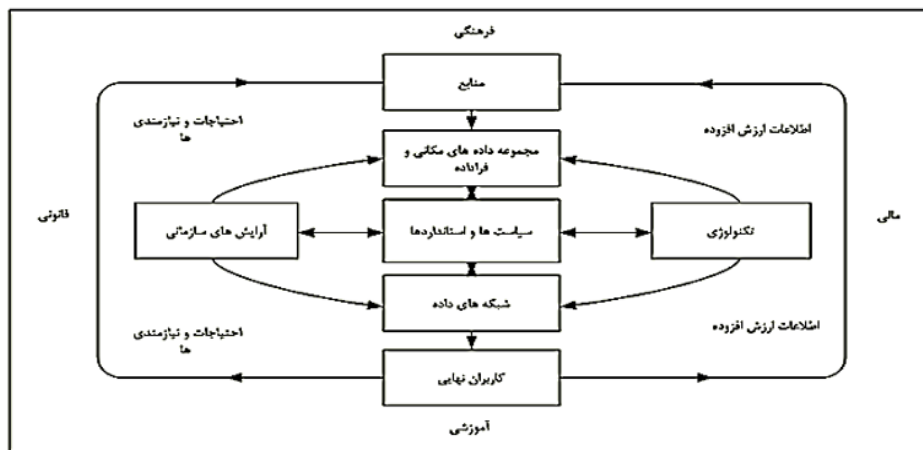 فرهنگی
منابع
احتیاجات و نیازمندی
ها
اطلاعات ارزش افزوده
مجموعه داده های مکانی و
فراداده
قانونی
آرایش های سازمانی
سیاست ها و استانداردها
تکنولوژی
مالی
شبکه های داده
احتیاجات و نیازمندی
ها
اطلاعات ارزش افزوده
کاربران نهایی
آموزشی